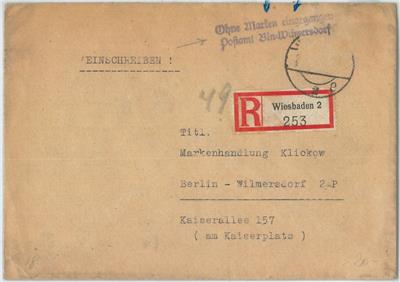 Ohne Marken eingegangen
Postamt Bln-Wilmersdorf
"EINSCHREIBEN !
49
R
Wiesbaden 2
253
Titl.
Markenhandlung Klickow
Berlin - Wilmersdorf 2-P
Kaiserallee 157
( am Kaiserplatz )